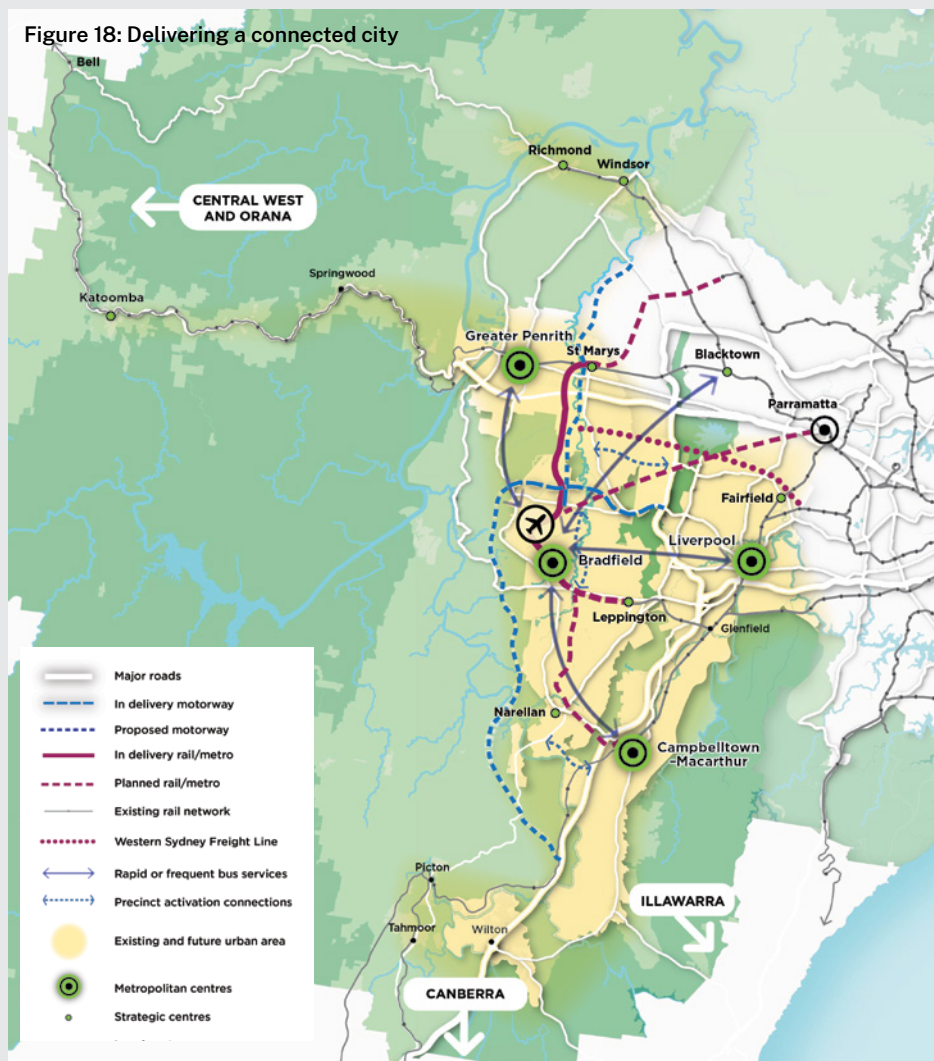 Figure 18: Delivering a connected city
Bell
Richmond
Windsor
CENTRAL WEST
AND ORANA
Springwood
Katoomba
Greater Penrith
St Marys
Blacktown
Parramatta
Fairfield
Liverpool
Bradfield
Leppington
Glenfield
Narellan
Campbelltown
-Macarthur
Picton
Tahmoor
Wilton
ILLAWARRA
CANBERRA
Major roads
In delivery motorway
Proposed motorway
In delivery rail/metro
Planned rail/metro
Existing rail network
Western Sydney Freight Line
Rapid or frequent bus services
Precinct activation connections
Existing and future urban area
Metropolitan centres
Strategic centres